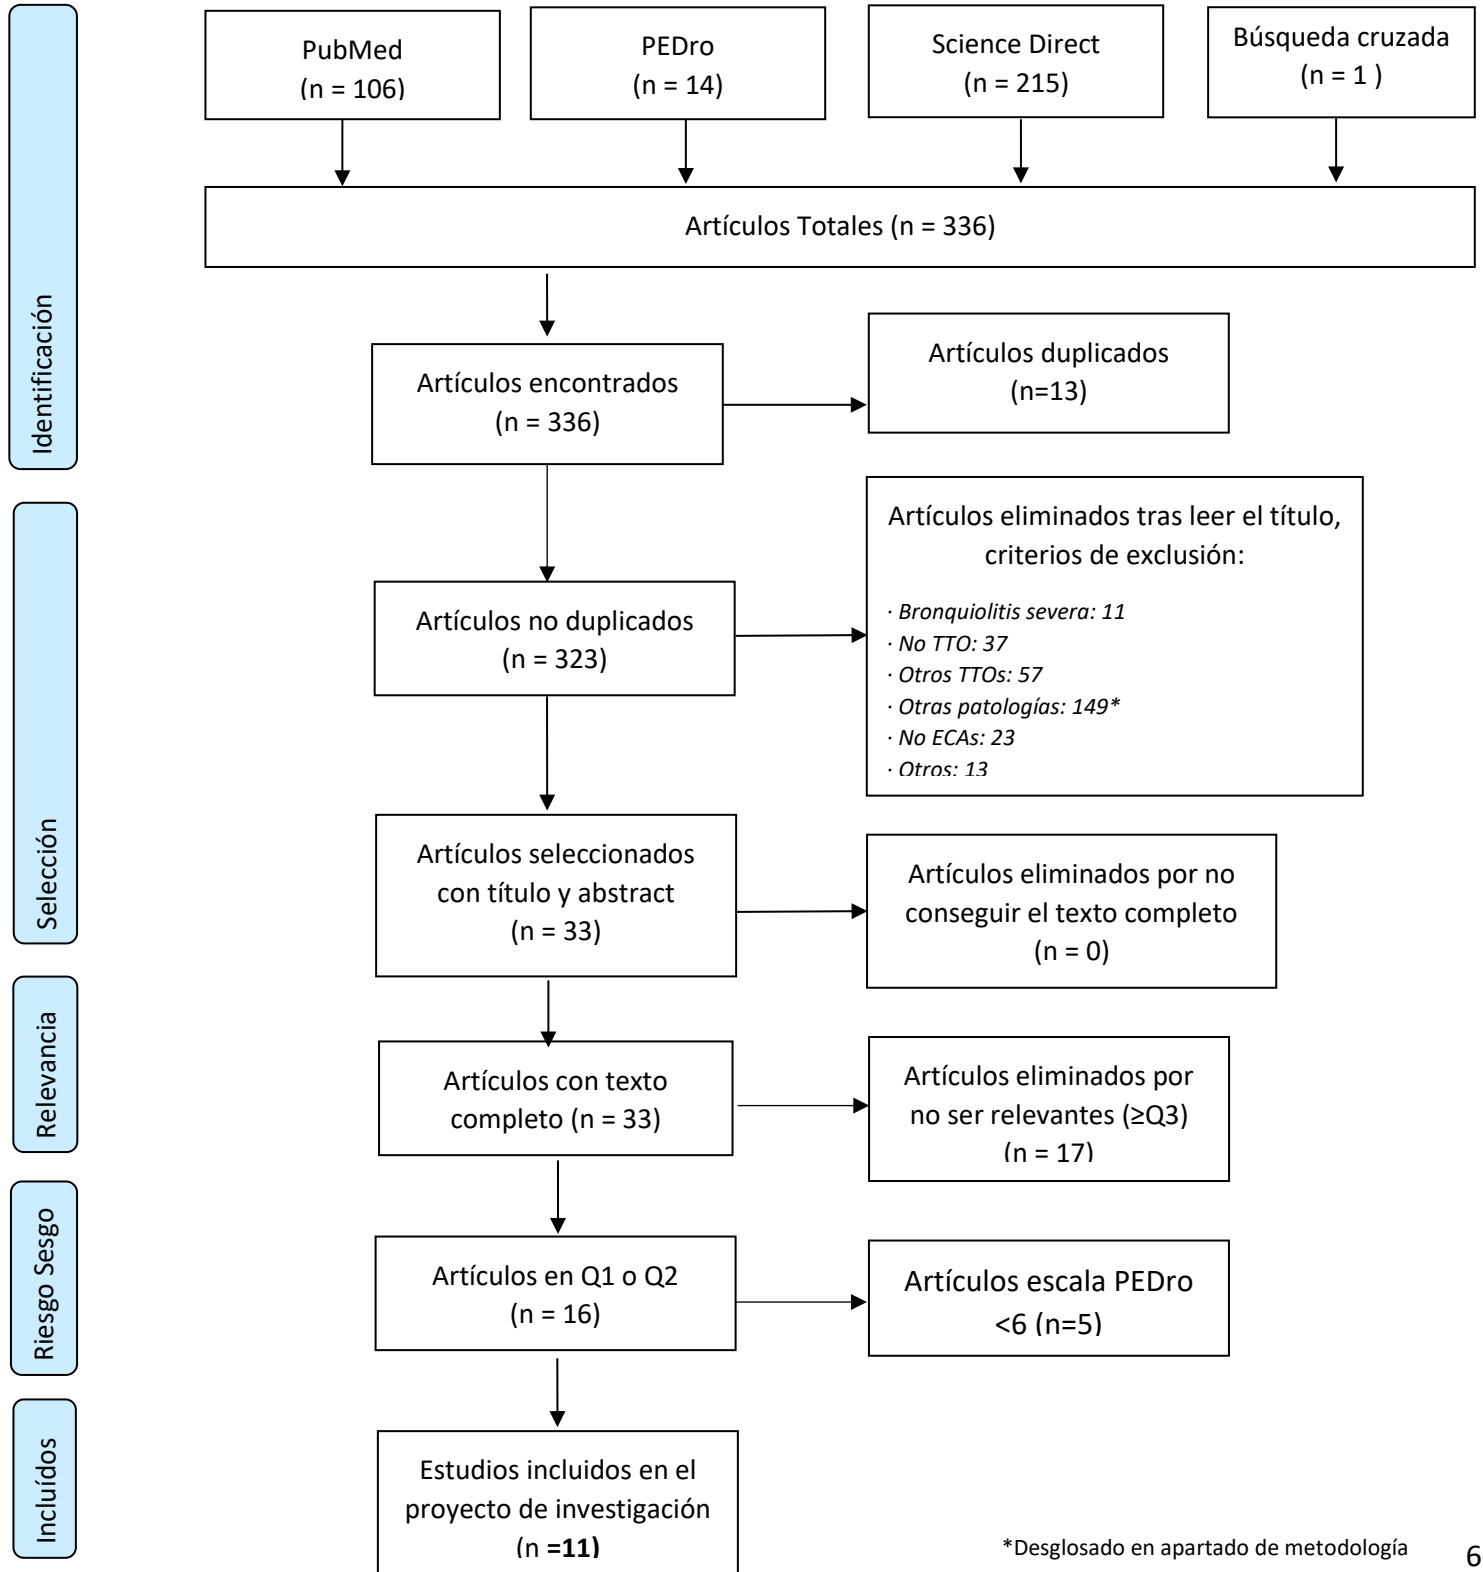 PubMed
(n = 106)
PEDro
(n = 14)
Science Direct
(n = 215)
Búsqueda cruzada
(n = 1 )
Artículos Totales (n = 336)
Identificación
Artículos encontrados
(n = 336)
Artículos duplicados
(n=13)
Selección
Artículos no duplicados
(n = 323)
Artículos eliminados tras leer el título,
criterios de exclusión:
· Bronquiolitis severa: 11
· No TTO: 37
· Otros TTOs: 57
· Otras patologías: 149*
· No ECAs: 23
· Otros: 13
Artículos seleccionados
con título y abstract
(n = 33)
Artículos eliminados por no
conseguir el texto completo
(n = 0)
Relevancia
Artículos con texto
completo (n = 33)
Artículos eliminados por
no ser relevantes (≥Q3)
(n = 17)
Riesgo Sesgo
Artículos en Q1 o Q2
(n = 16)
Artículos escala PEDro
<6 (n=5)
Incluídos
Estudios incluidos en el
proyecto de investigación
(n =11)
*Desglosado en apartado de metodología
6